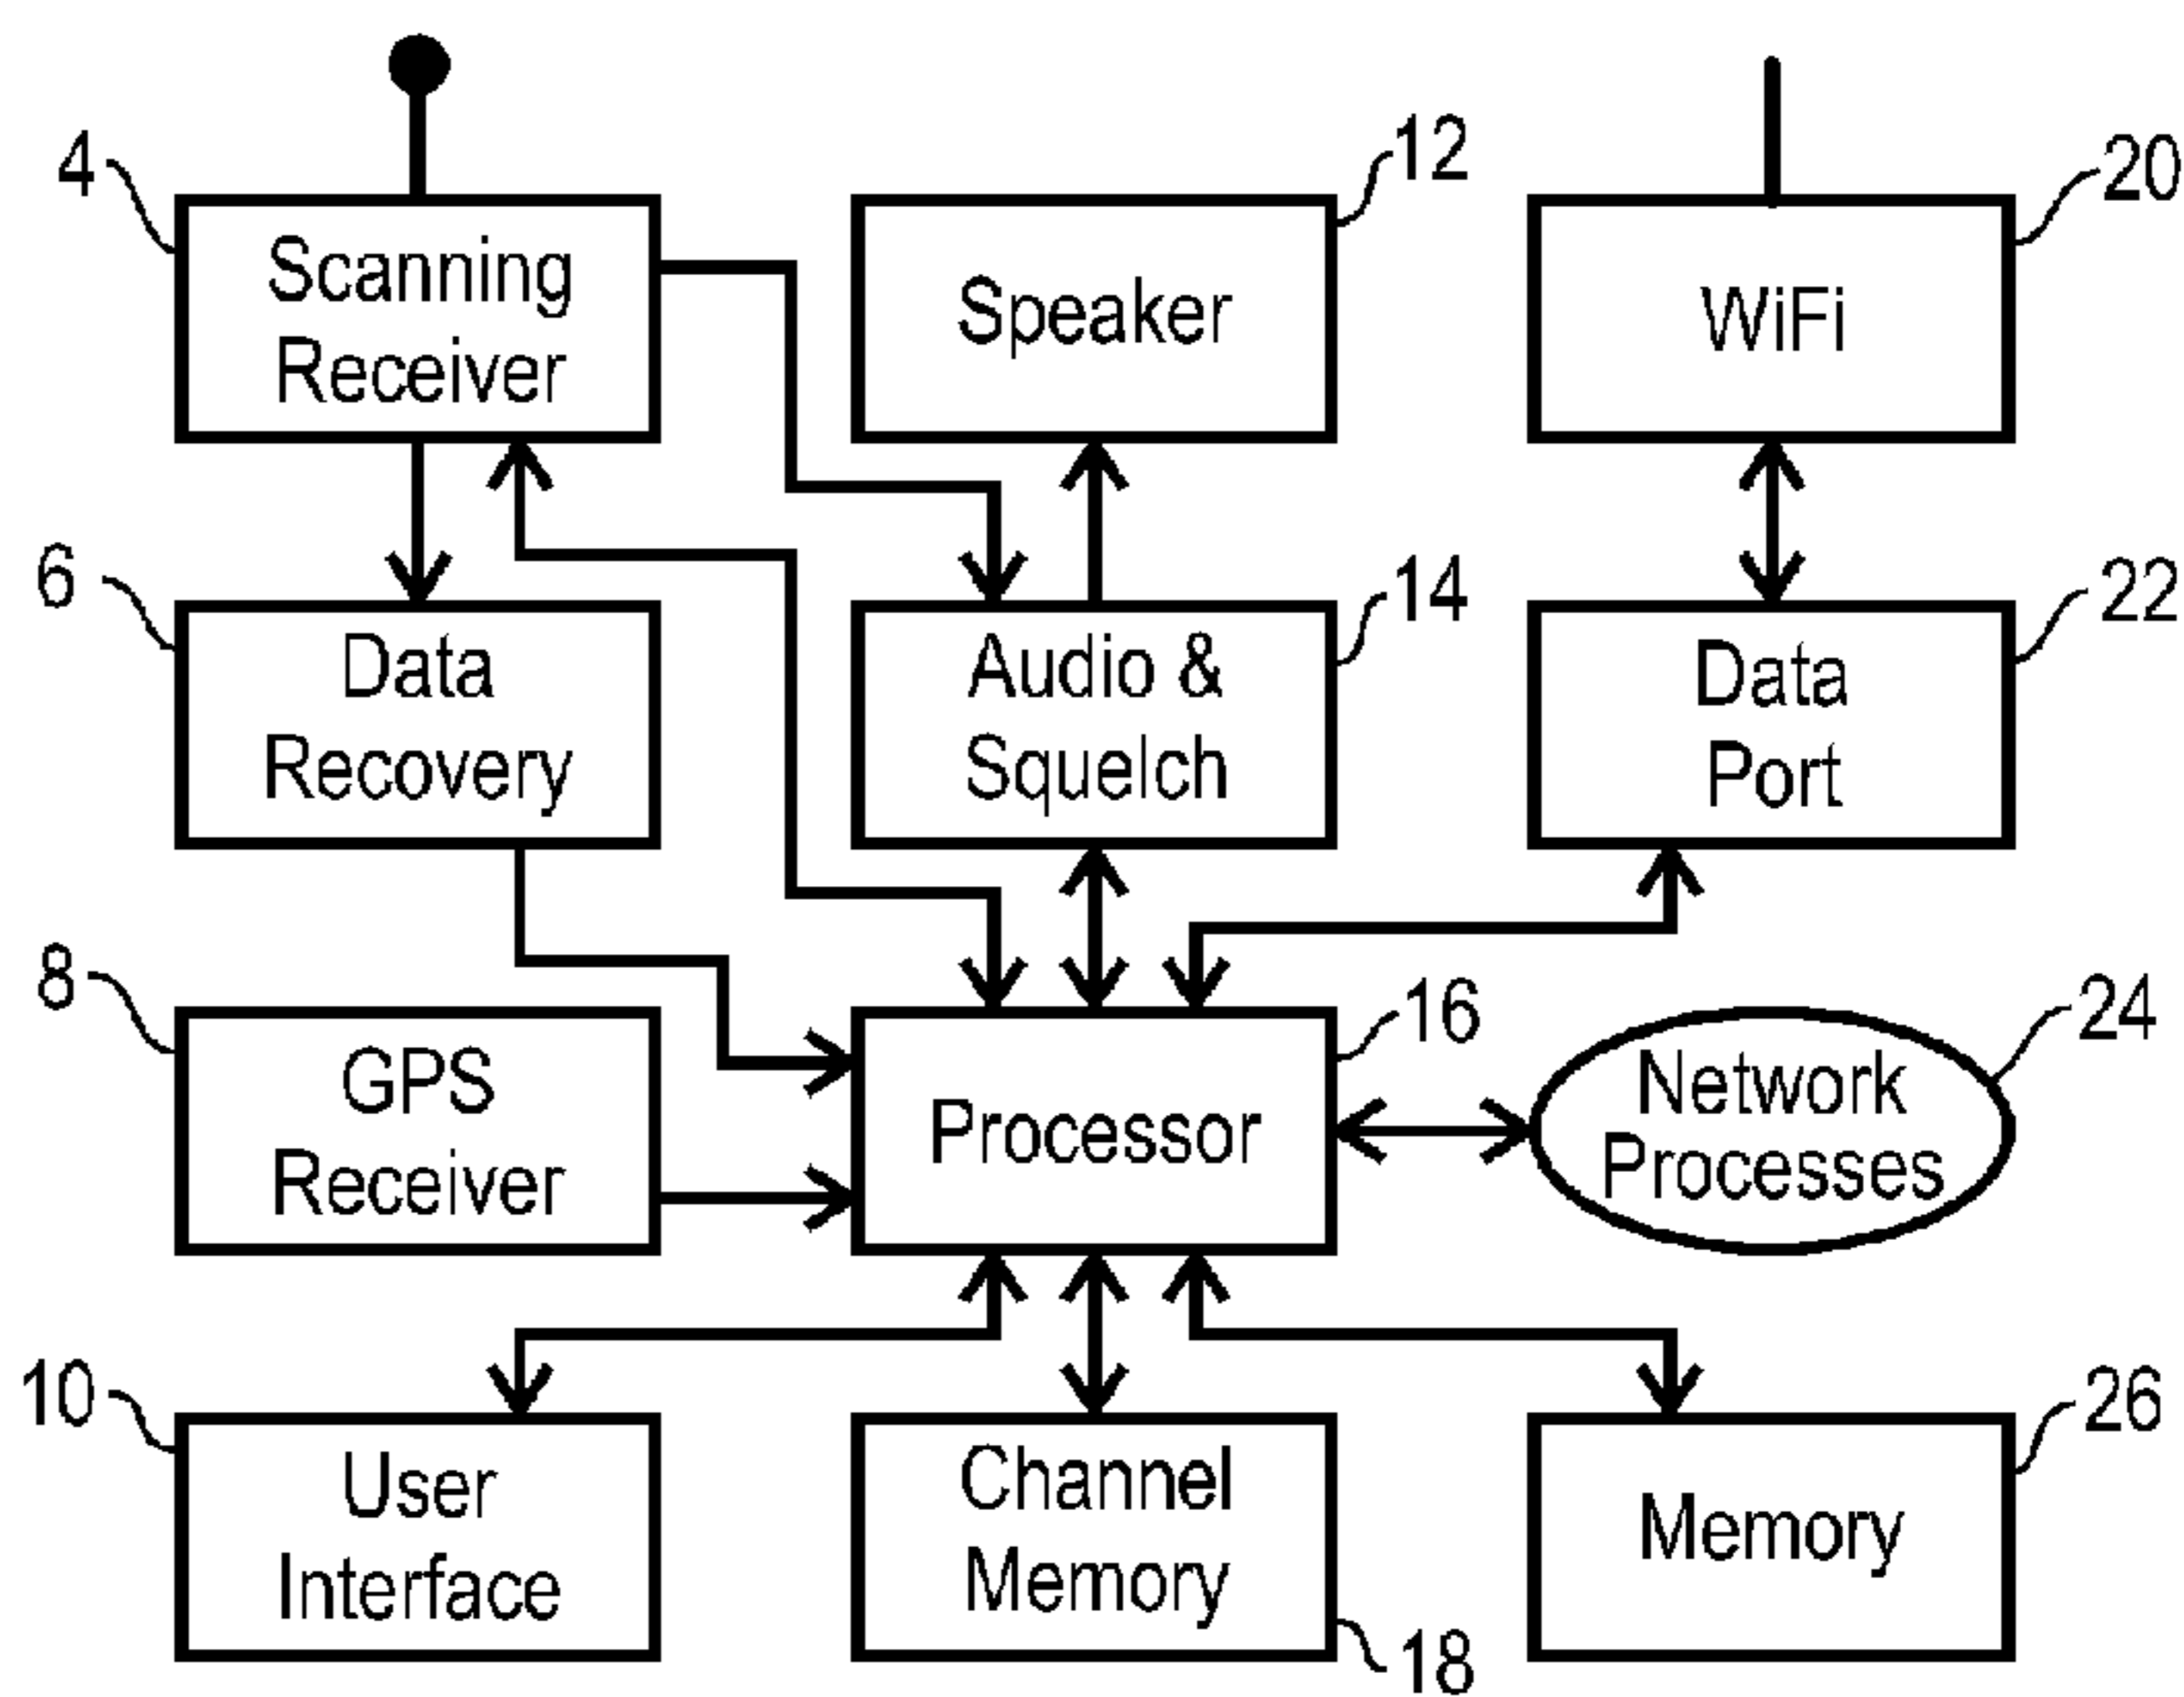 4
Scanning
Receiver
12
Speaker
20
WiFi
6
Data
Recovery
14
Audio &
Squelch
22
Data
Port
8
GPS
Receiver
16
Processor
24
Network
Processes
10
User
Interface
Channel
Memory
18
26
Memory